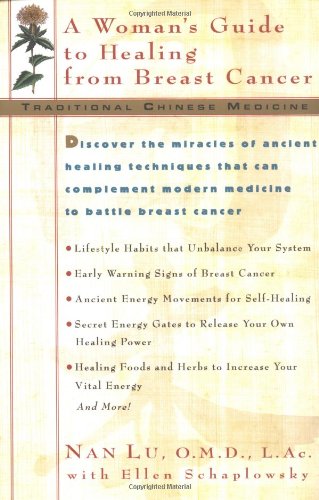 A Woman's Guide
to Healing
from Breast Cancer
TRADITIONAL CHINESE MEDICINE
Discover the miracles of ancient
healing techniques that can
complement modern medicine
to battle breast cancer
• Lifestyle Habits that Unbalance Your System
• Early Warning Signs of Breast Cancer
• Ancient Energy Movements for Self-Healing
• Secret Energy Gates to Release Your Own
Healing Power
• Healing Foods and Herbs to Increase Your
Vital Energy
And More!
NAN LU, O.M.D., L.AC.
with Ellen Schaplowsky